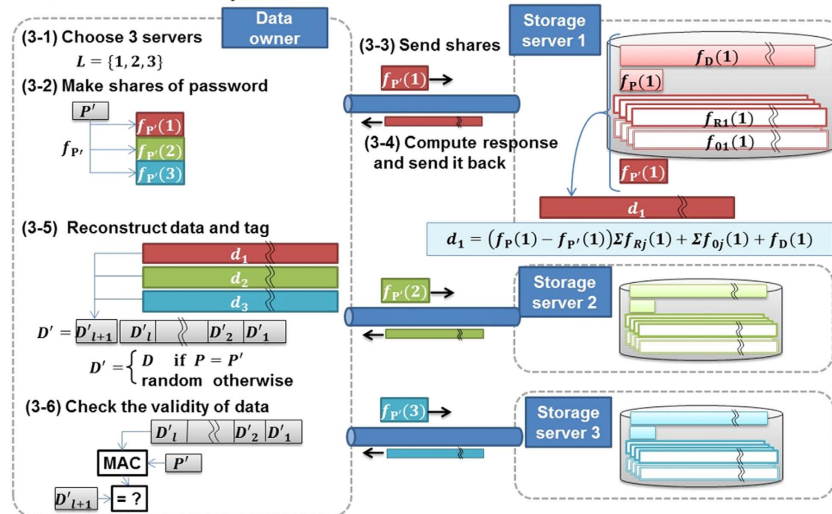 Data
owner
(3-1) Choose 3 servers
L = {1, 2, 3}
(3-2) Make shares of password
P′
f_P′
f_P′(1)
f_P′(2)
f_P′(3)
(3-3) Send shares
f_P′(1)
(3-4) Compute response
and send it back
Storage
server 1
f_D(1)
f_P(1)
f_R1(1)
f_01(1)
f_P′(1)
d_1
d_1 = (f_P(1) − f_P′(1))Σf_Rj(1) + Σf_0j(1) + f_D(1)
(3-5) Reconstruct data and tag
d_1
d_2
d_3
D′ = D′_l+1 D′_l D′_2 D′_1
D′ = { D if P = P′
random otherwise
f_P′(2)
Storage
server 2
(3-6) Check the validity of data
D′_l D′_2 D′_1
MAC
P′
D′_l+1
= ?
f_P′(3)
Storage
server 3